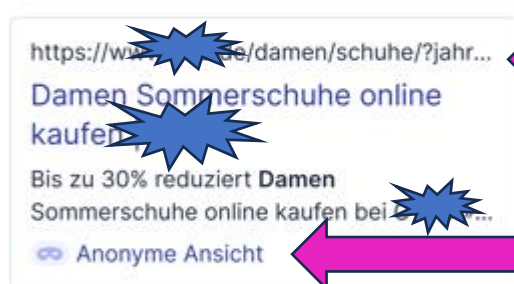 https://ww de/damen/schuhe/?jahr...
Damen Sommerschuhe online
kaufen
Bis zu 30% reduziert Damen
Sommerschuhe online kaufen bei ...
Anonyme Ansicht